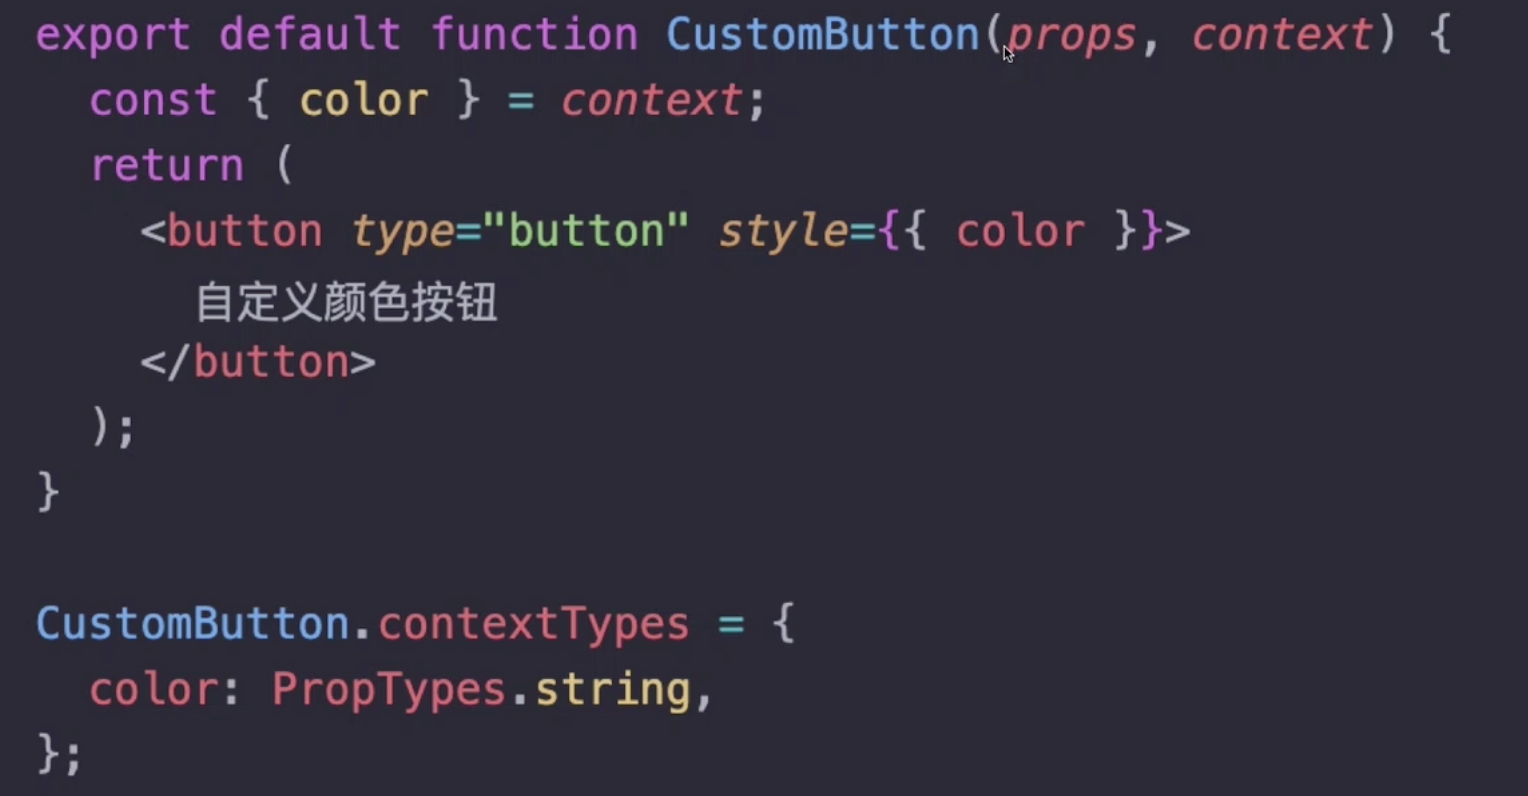 export default function CustomButton(props, context) {
  const { color } = context;
  return (
    <button type="button" style={{ color }}>
      自定义颜色按钮
    </button>
  );
}

CustomButton.contextTypes = {
  color: PropTypes.string,
};